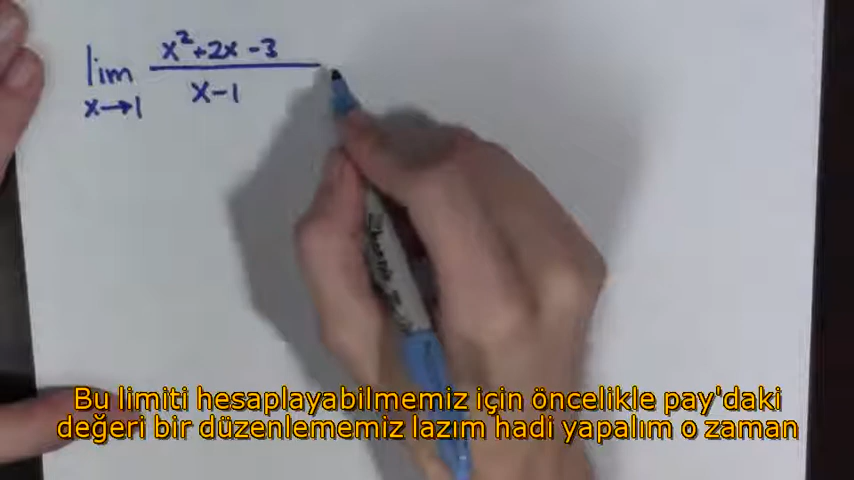 lim x²+2x-3
x→1 x-1
Sharpie
Bu limiti hesaplayabilmemiz için öncelikle pay'daki
değeri bir düzenlememiz lazım hadi yapalım o zaman